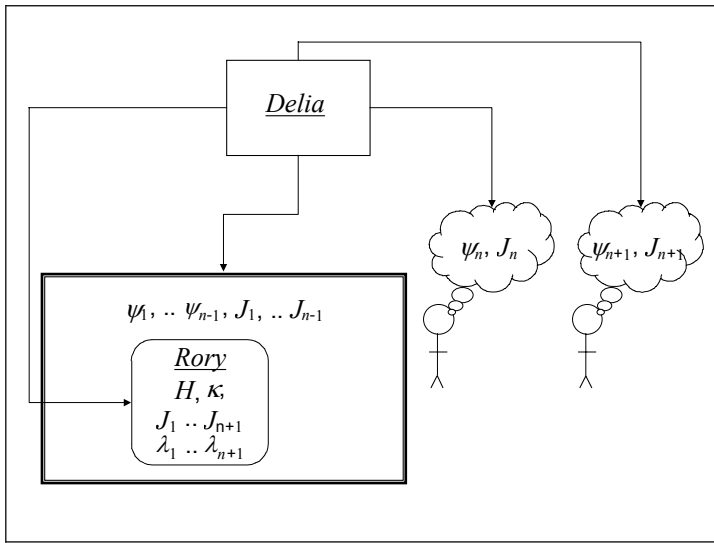 Delia
ψn, Jn
ψn+1, Jn+1
ψ1, .. ψn-1, J1, .. Jn-1
Rory
H, κ,
J1 .. Jn+1
λ1 .. λn+1